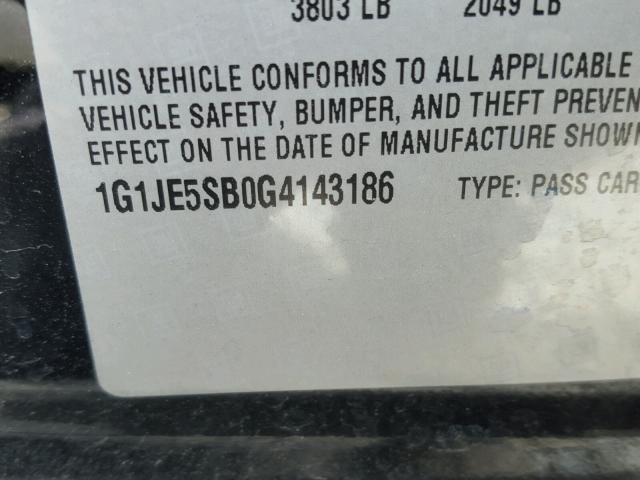 3803 LB 2049 LB
THIS VEHICLE CONFORMS TO ALL APPLICABLE
VEHICLE SAFETY, BUMPER, AND THEFT PREVEN
EFFECT ON THE DATE OF MANUFACTURE SHOWN
1G1JE5SB0G4143186 TYPE: PASS CAR